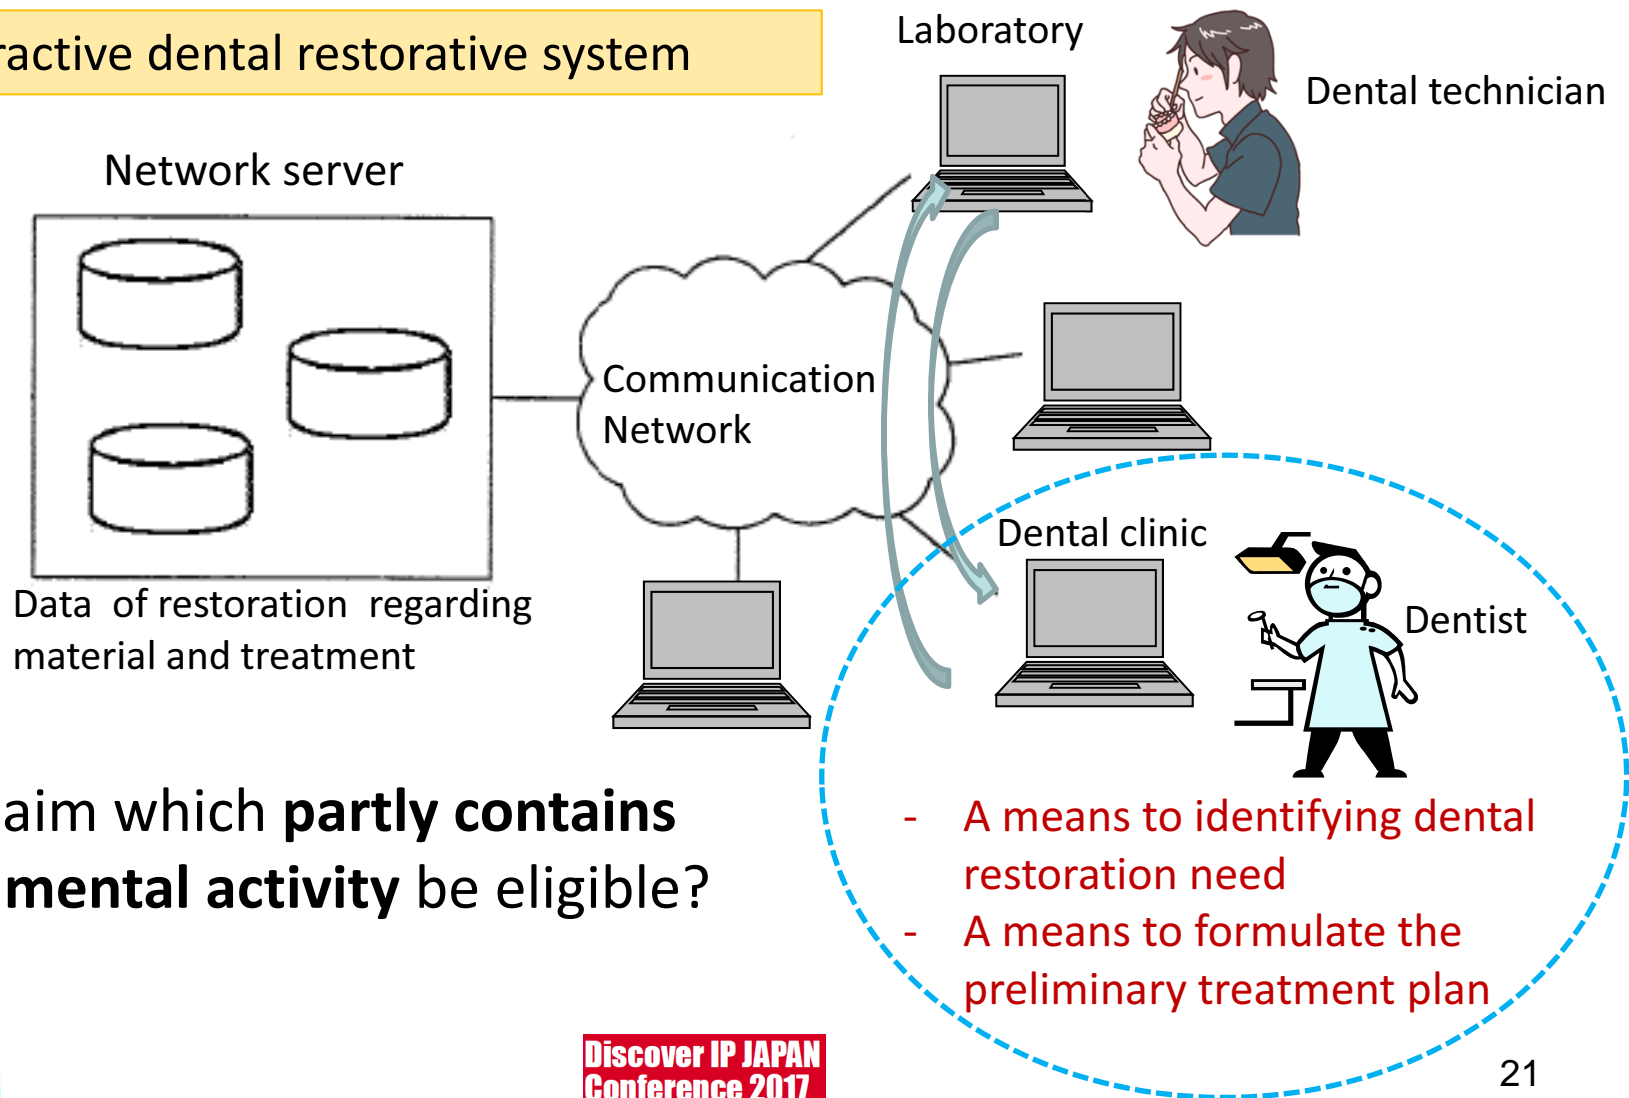 ractive dental restorative system
Laboratory
Dental technician
Network server
Communication
Network
Data of restoration regarding
material and treatment
Dental clinic
Dentist
aim which partly contains
mental activity be eligible?
- A means to identifying dental
restoration need
- A means to formulate the
preliminary treatment plan
Discover IP JAPAN
Conference 2017
21